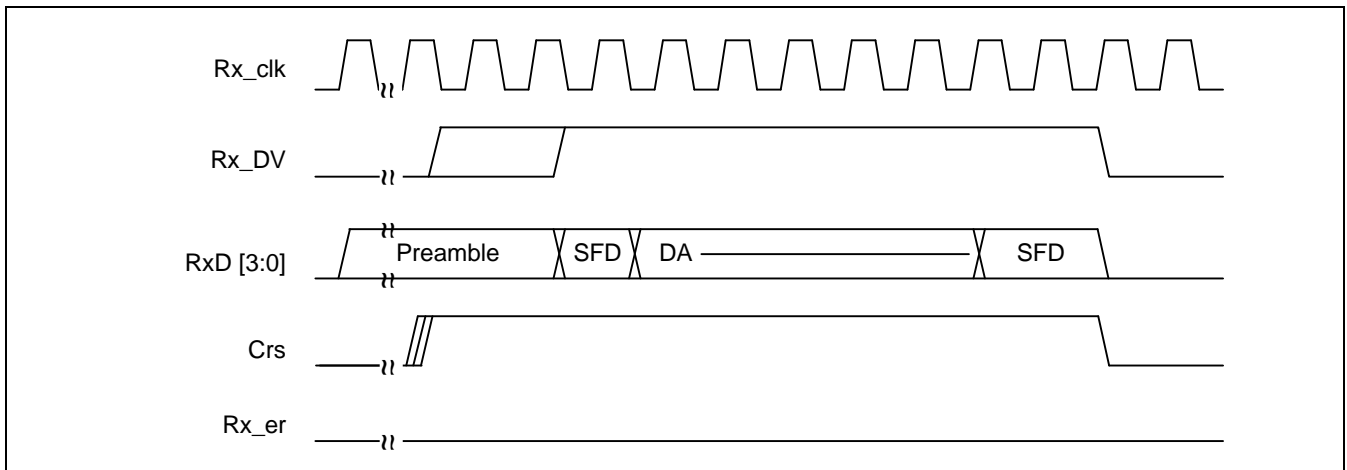 Rx_clk
Rx_DV
RxD [3:0] Preamble SFD DA SFD
Crs
Rx_er